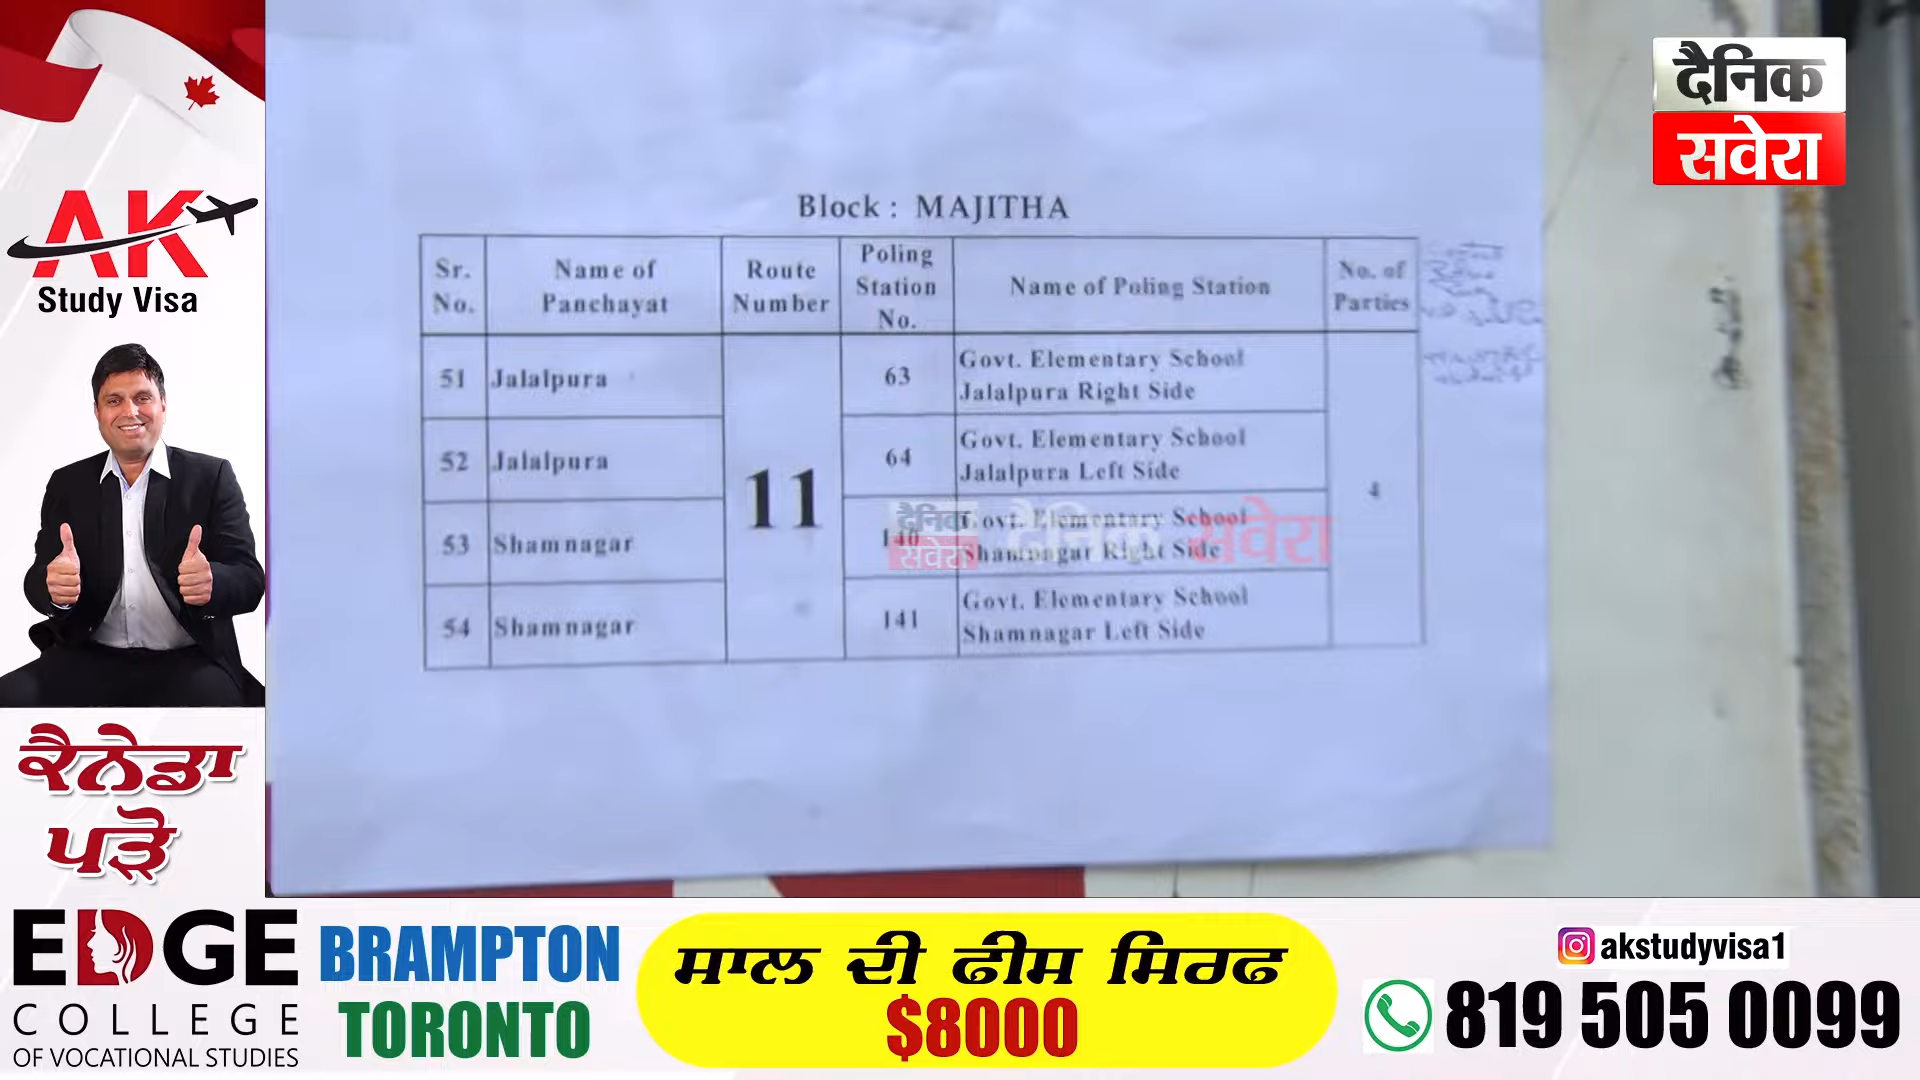 दैनिक
सवेरा
AK
Study Visa
ਕੈਨੇਡਾ
ਪੜੋ
Block : MAJITHA
Sr. No. Name of Panchayat Route Number Poling Station No. Name of Poling Station No. of Parties
51 Jalalpura 63 Govt. Elementary School
Jalalpura Right Side
52 Jalalpura 64 Govt. Elementary School
Jalalpura Left Side
11 4
53 Shamnagar 140 Govt. Elementary School
Shamnagar Right Side
54 Shamnagar 141 Govt. Elementary School
Shamnagar Left Side
दैनिक सवेरा
दैनिक सवेरा
EDGE
COLLEGE
OF VOCATIONAL STUDIES
BRAMPTON
TORONTO
ਸਾਲ ਦੀ ਫੀਸ ਸਿਰਫ
$8000
akstudyvisa1
819 505 0099